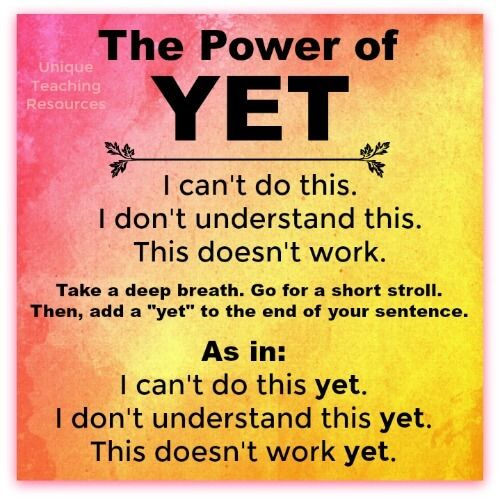 The Power of
YET
Unique
Teaching
Resources
I can't do this.
I don't understand this.
This doesn't work.
Take a deep breath. Go for a short stroll.
Then, add a "yet" to the end of your sentence.
As in:
I can't do this yet.
I don't understand this yet.
This doesn't work yet.